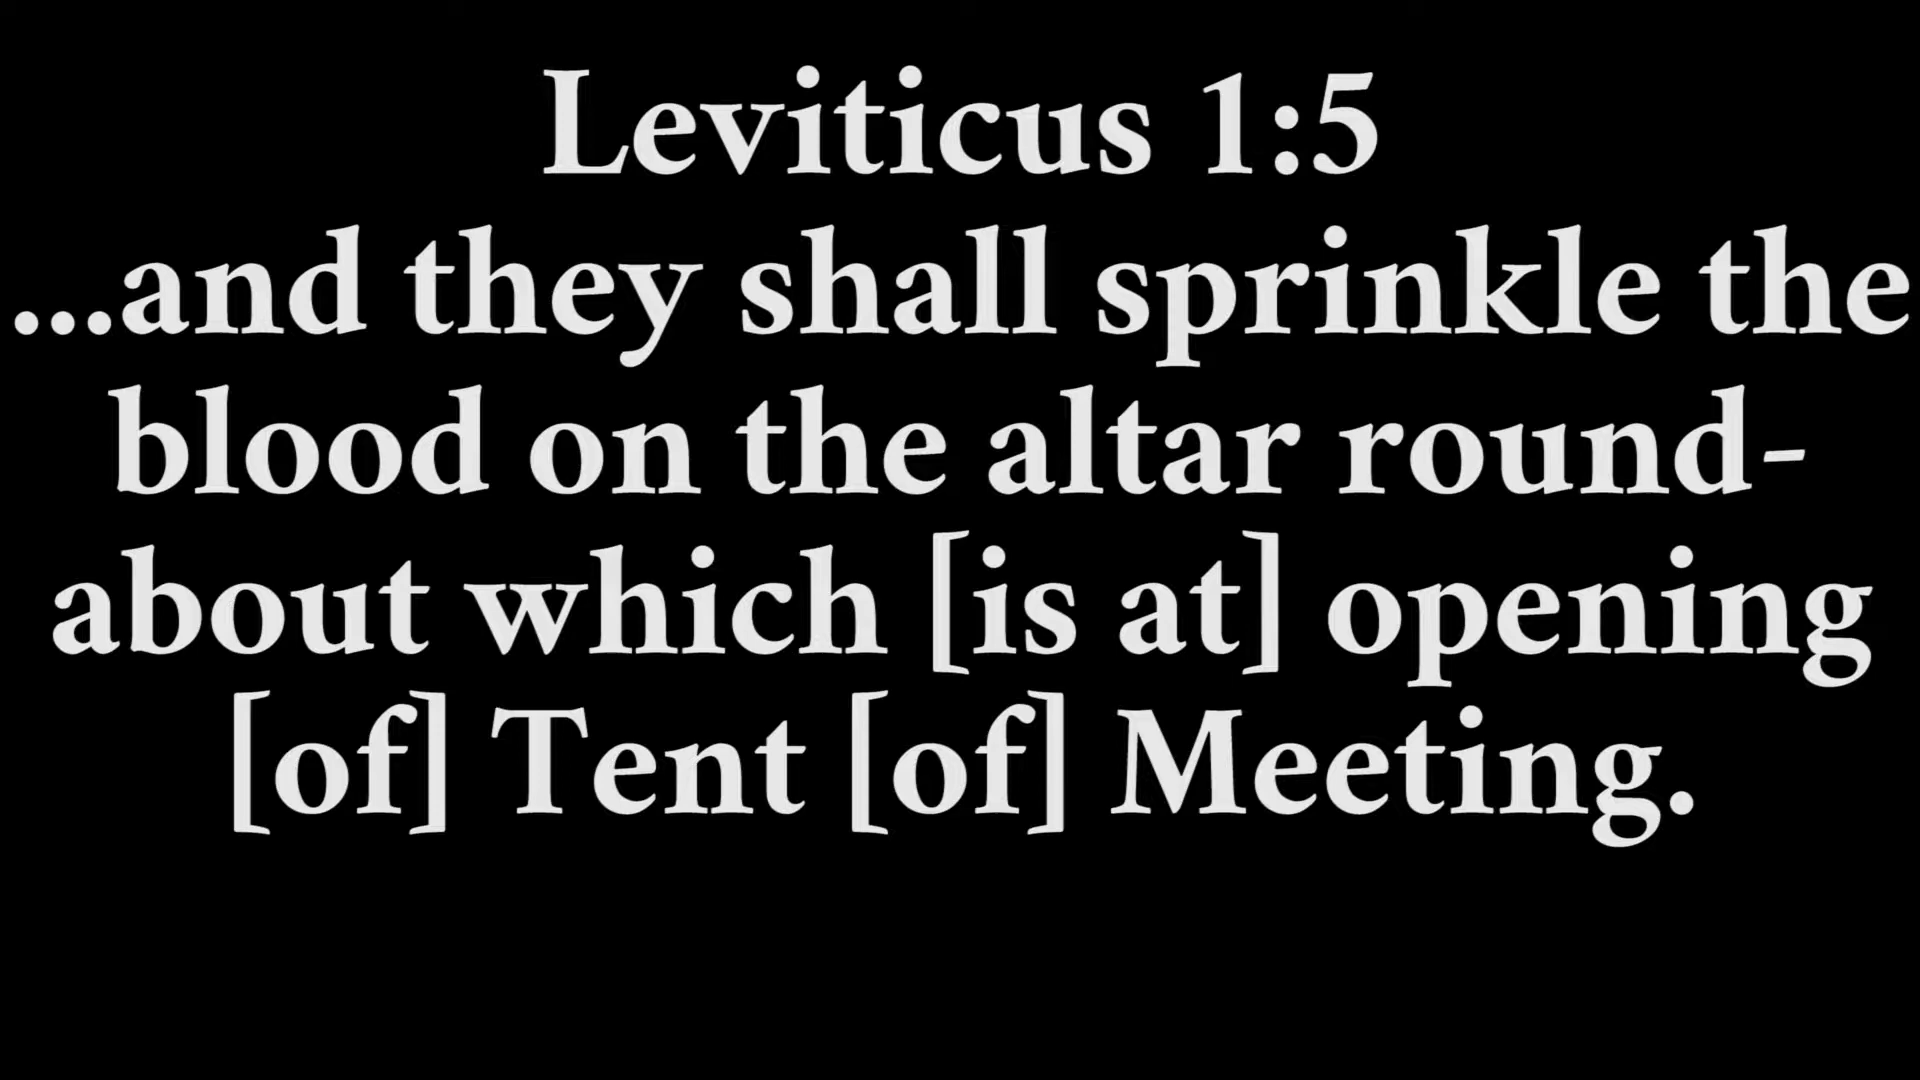 Leviticus 1:5
...and they shall sprinkle the
blood on the altar round-
about which [is at] opening
[of] Tent [of] Meeting.